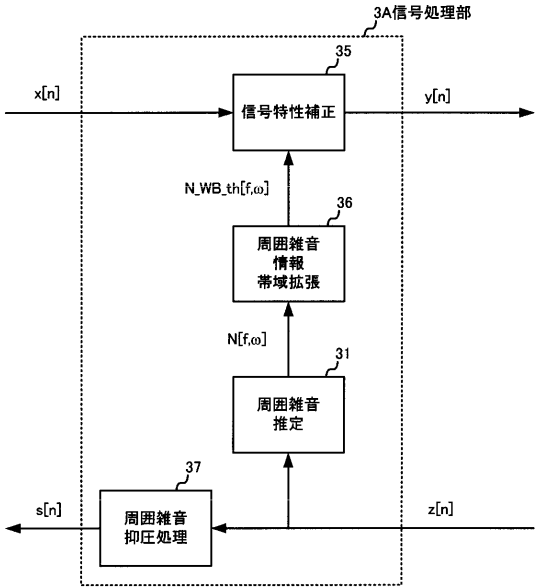 3A信号処理部
35
x[n]
信号特性補正
y[n]
N_WB_th[f,ω]
36
周囲雑音
情報
帯域拡張
N[f,ω]
31
周囲雑音
推定
37
s[n]
周囲雑音
抑圧処理
z[n]